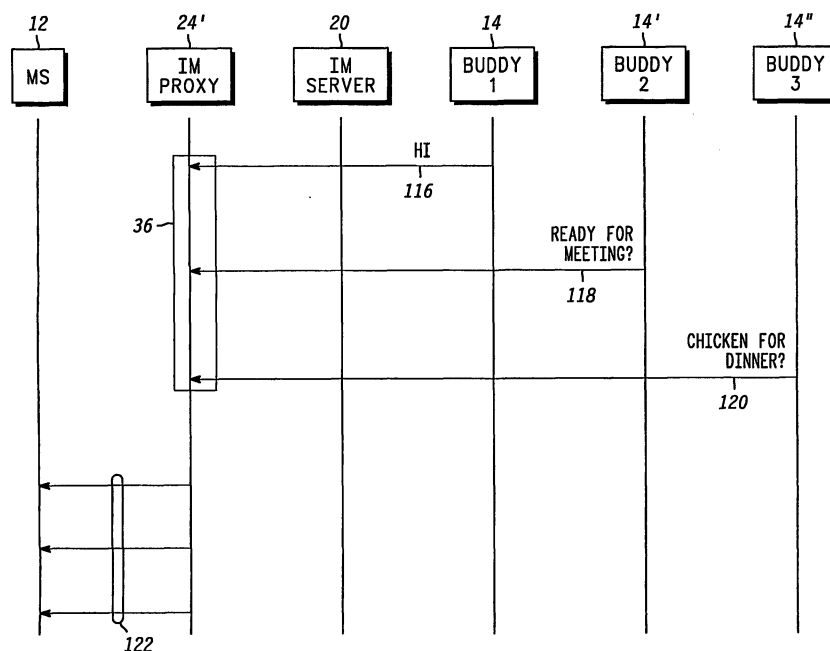 12
24'
20
14
14'
14"
MS
IM
PROXY
IM
SERVER
BUDDY
1
BUDDY
2
BUDDY
3
HI
116
36
READY FOR
MEETING?
118
CHICKEN FOR
DINNER?
120
122